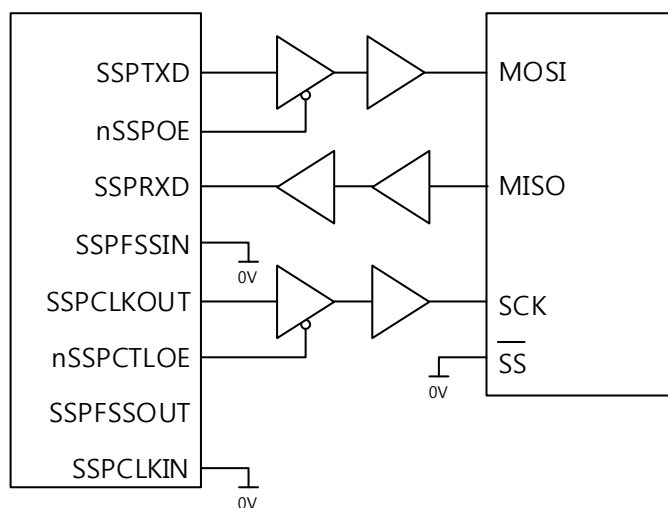 SSPTXD
nSSPOE
SSPRXD
SSPFSSIN
0V
SSPCLKOUT
nSSPCTLOE
SSPFSSOUT
SSPCLKIN
0V
MOSI
MISO
SCK
SS
0V